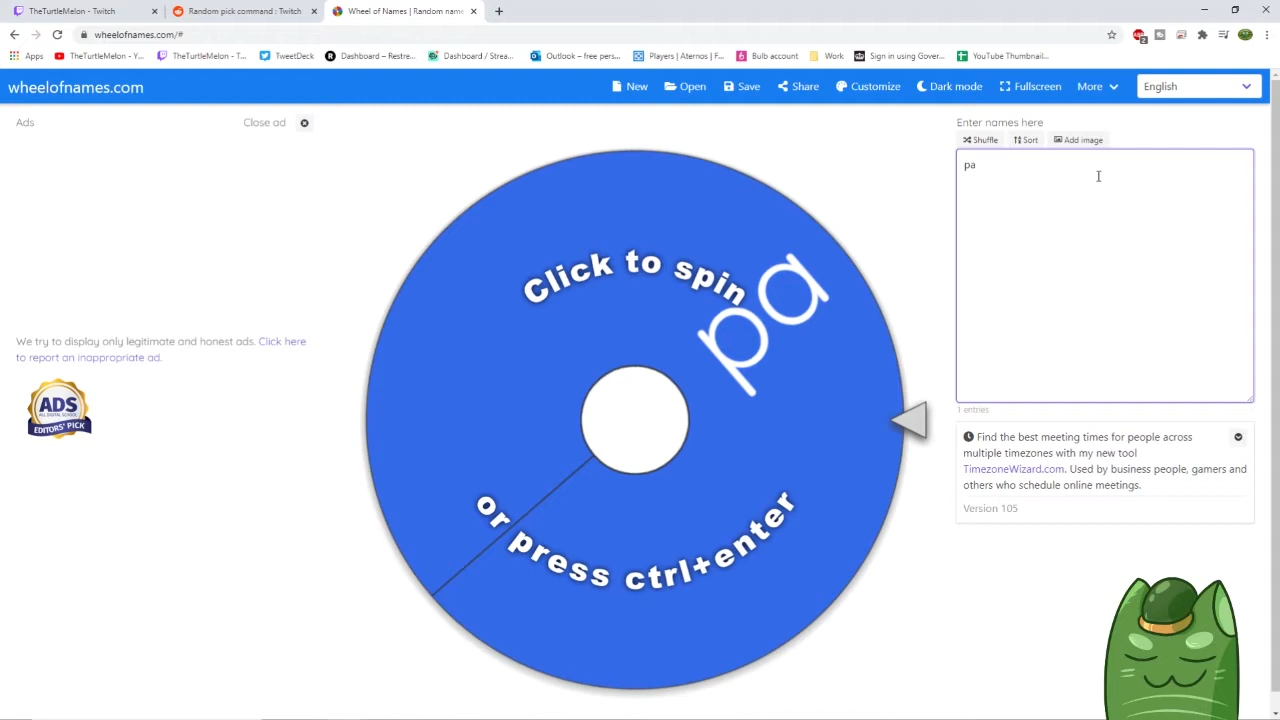 TheTurtleMelon - Twitch
Random pick command : Twitch
Wheel of Names | Random name
wheelofnames.com/#
Apps
YouTube
TheTurtleMelon - Y...
TheTurtleMelon - T...
TweetDeck
Dashboard – Restre...
Dashboard / Strea...
Outlook – free pers...
Players | Aternos | F...
Bulb account
Work
Sign in using Gover...
YouTube Thumbnail...
wheelofnames.com
New
Open
Save
Share
Customize
Dark mode
Fullscreen
More
English
Ads
Close ad
Enter names here
Shuffle
Sort
Add image
pa
Click to spin
pa
or press ctrl+enter
We try to display only legitimate and honest ads. Click here
to report an inappropriate ad.
ADS
ALL DIGITAL SCHOOL
EDITORS' PICK
1 entries
Find the best meeting times for people across
multiple timezones with my new tool
TimezoneWizard.com. Used by business people, gamers and
others who schedule online meetings.
Version 105